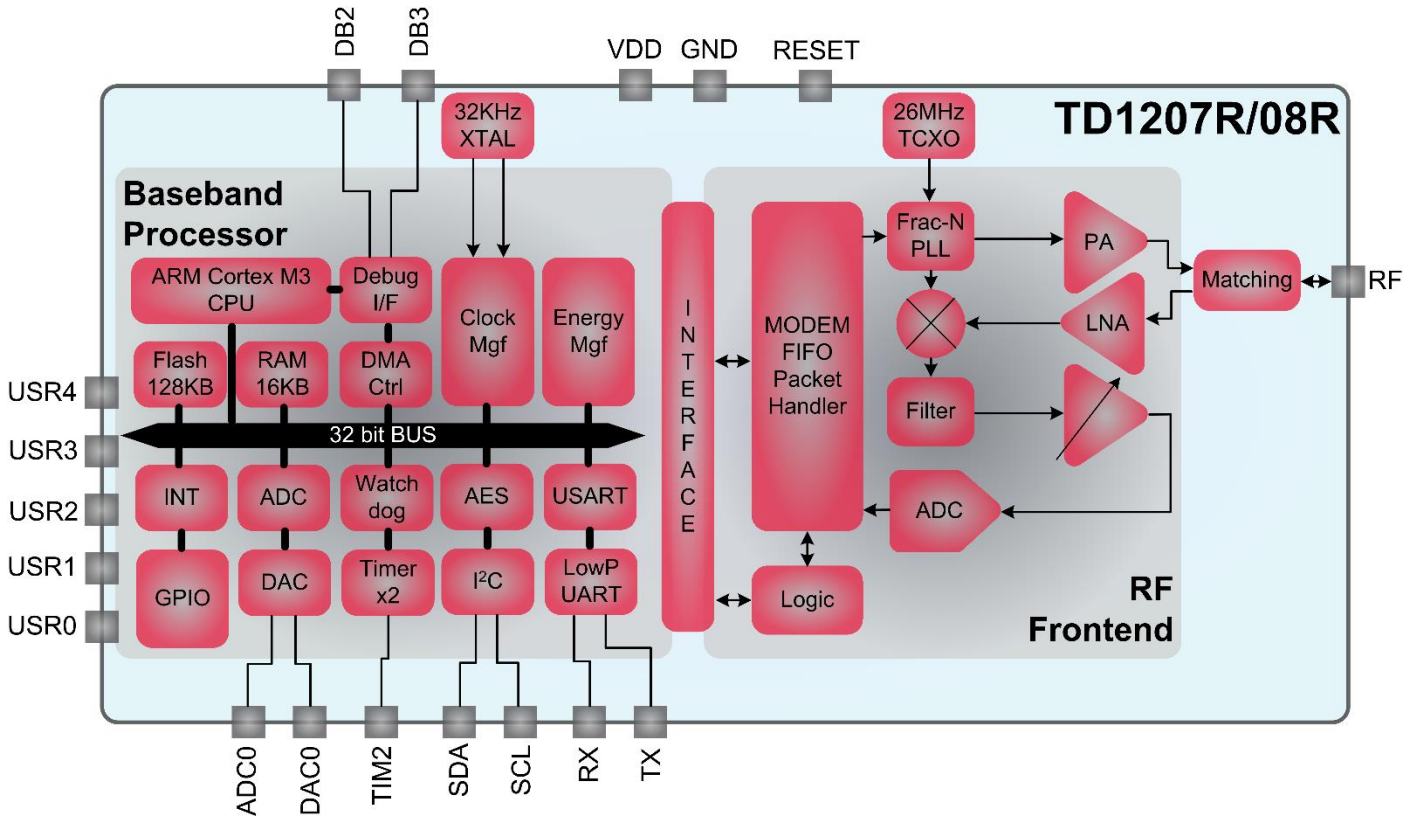 DB2
DB3
VDD
GND
RESET
TD1207R/08R
32KHz
XTAL
26MHz
TCXO
Baseband
Processor
ARM Cortex M3
CPU
Debug
I/F
Clock
Mgf
Energy
Mgf
Flash
128KB
RAM
16KB
DMA
Ctrl
32 bit BUS
INT
ADC
Watch
dog
AES
USART
GPIO
DAC
Timer
x2
I²C
LowP
UART
USR4
USR3
USR2
USR1
USR0
INTERFACE
MODEM
FIFO
Packet
Handler
Logic
Frac-N
PLL
PA
LNA
Matching
RF
Filter
ADC
RF
Frontend
ADC0
DAC0
TIM2
SDA
SCL
RX
TX